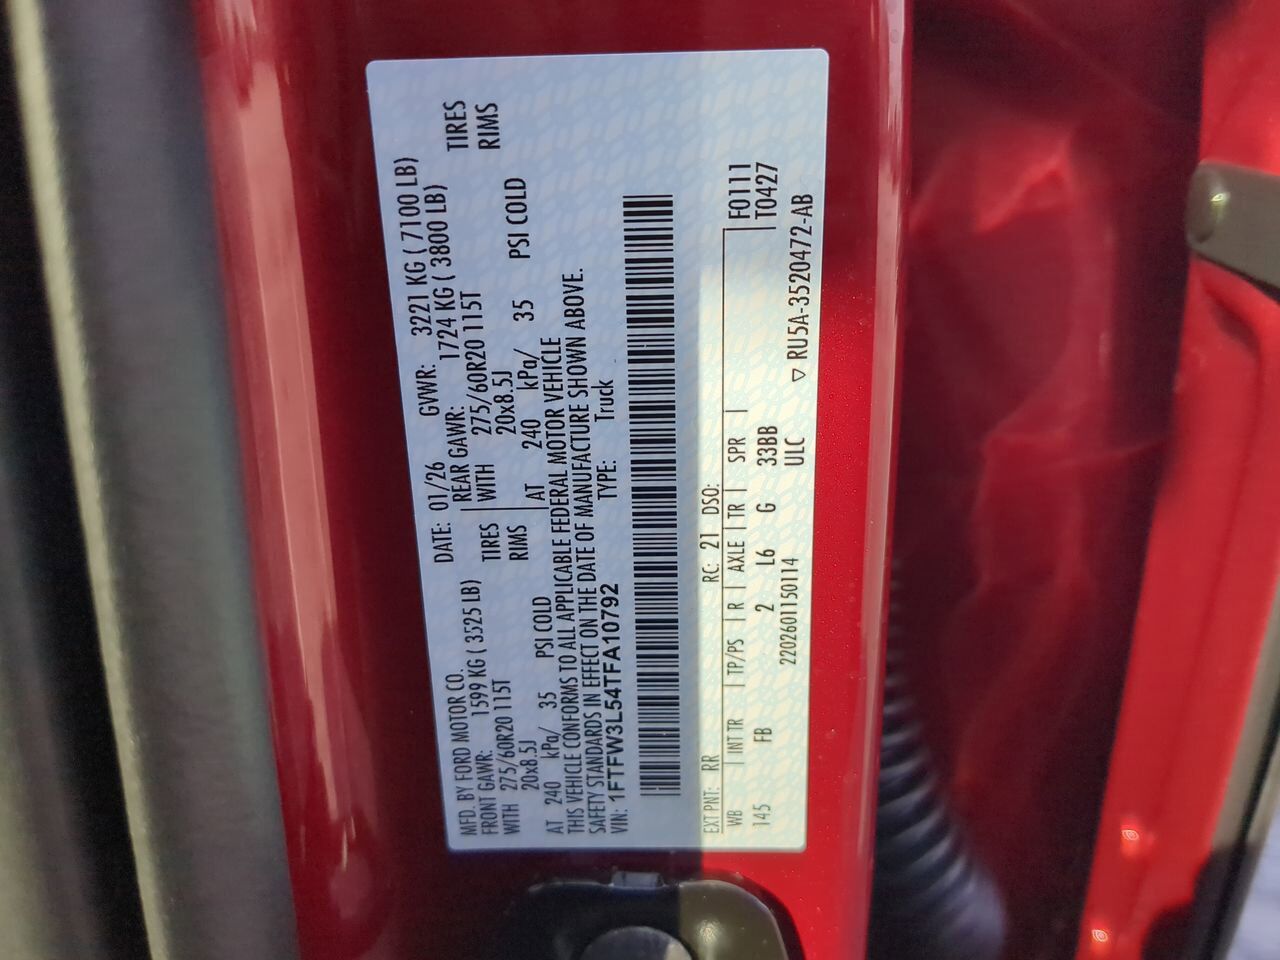 MFD. BY FORD MOTOR CO.
DATE: 01/26 GVWR: 3221 KG ( 7100 LB)
FRONT GAWR: 1599 KG ( 3525 LB) REAR GAWR: 1724 KG ( 3800 LB)
WITH 275/60R20 115T TIRES WITH 275/60R20 115T TIRES
20x8.5J RIMS 20x8.5J RIMS
AT 240 kPa/ 35 PSI COLD AT 240 kPa/ 35 PSI COLD
THIS VEHICLE CONFORMS TO ALL APPLICABLE FEDERAL MOTOR VEHICLE
SAFETY STANDARDS IN EFFECT ON THE DATE OF MANUFACTURE SHOWN ABOVE.
VIN: 1FTFW3L54TFA10792 TYPE: Truck
EXT PNT: RR RC: 21 DSO: F0111
WB INT TR TP/PS R AXLE TR SPR T0427
145 FB 2 L6 G 33BB
2202601150114 ULC ▽ RU5A-3520472-AB